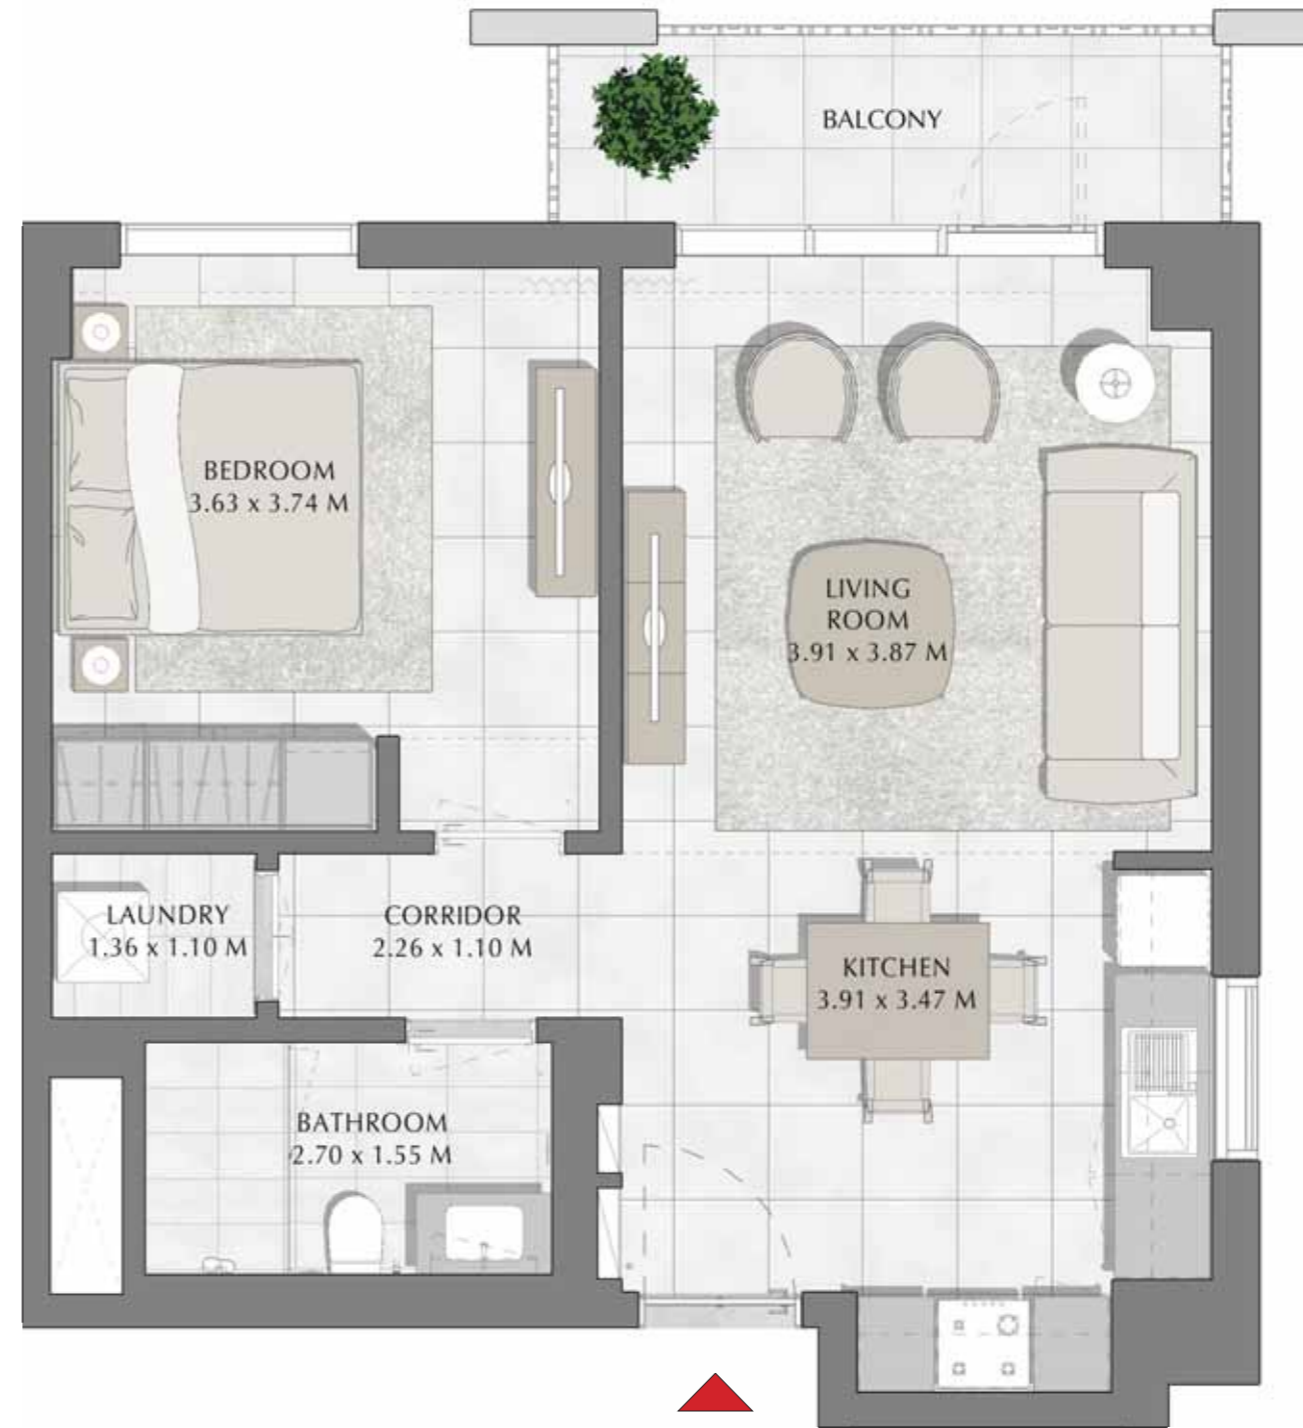 BALCONY
BEDROOM
3.63 x 3.74 M
LIVING
ROOM
3.91 x 3.87 M
LAUNDRY
1.36 x 1.10 M
CORRIDOR
2.26 x 1.10 M
KITCHEN
3.91 x 3.47 M
BATHROOM
2.70 x 1.55 M